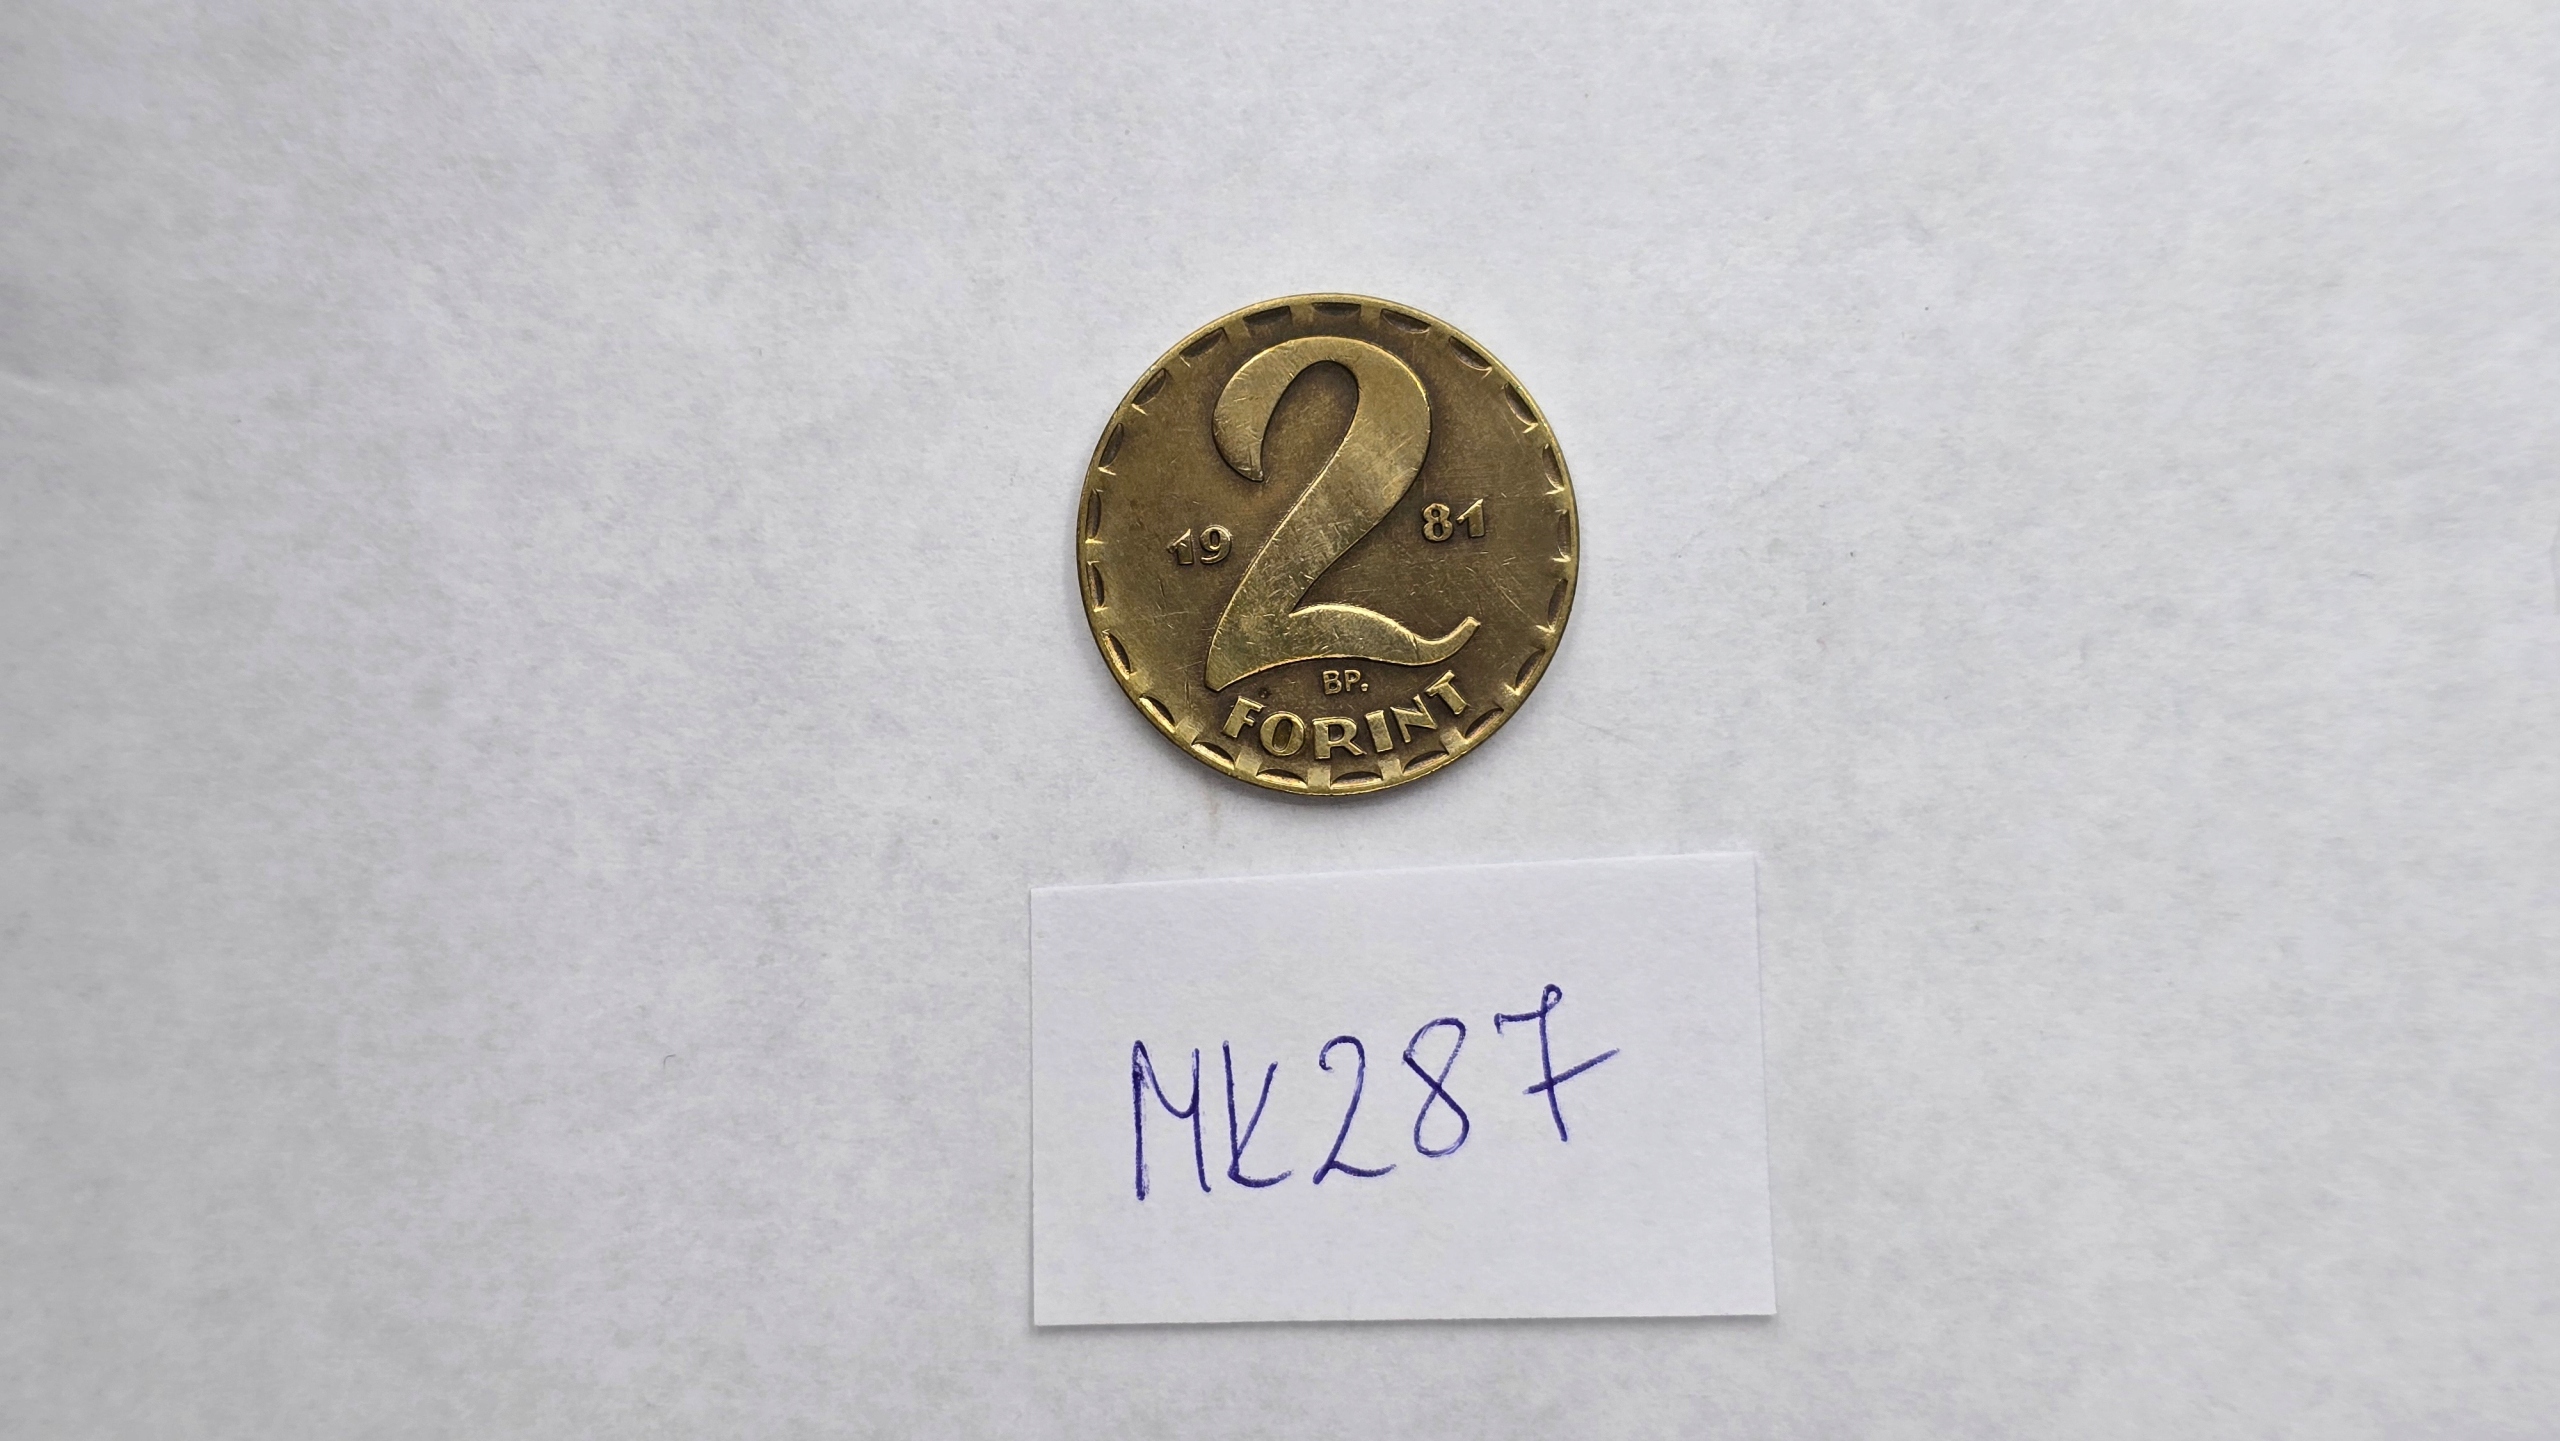 2
19 81
BP.
FORINT
MK287